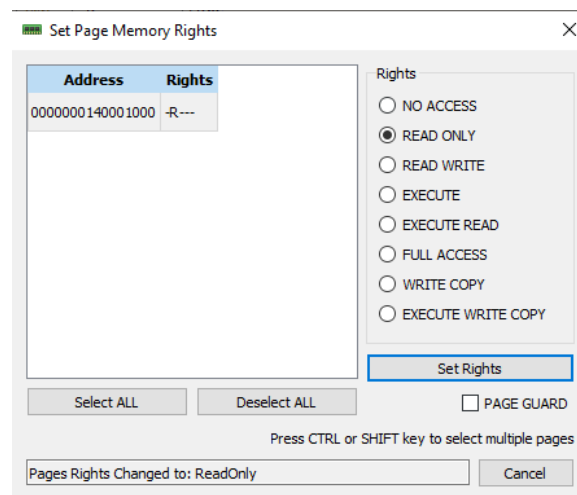 Set Page Memory Rights
Address Rights
0000000140001000 -R---
Rights
NO ACCESS
READ ONLY
READ WRITE
EXECUTE
EXECUTE READ
FULL ACCESS
WRITE COPY
EXECUTE WRITE COPY
Set Rights
Select ALL Deselect ALL PAGE GUARD
Press CTRL or SHIFT key to select multiple pages
Pages Rights Changed to: ReadOnly Cancel